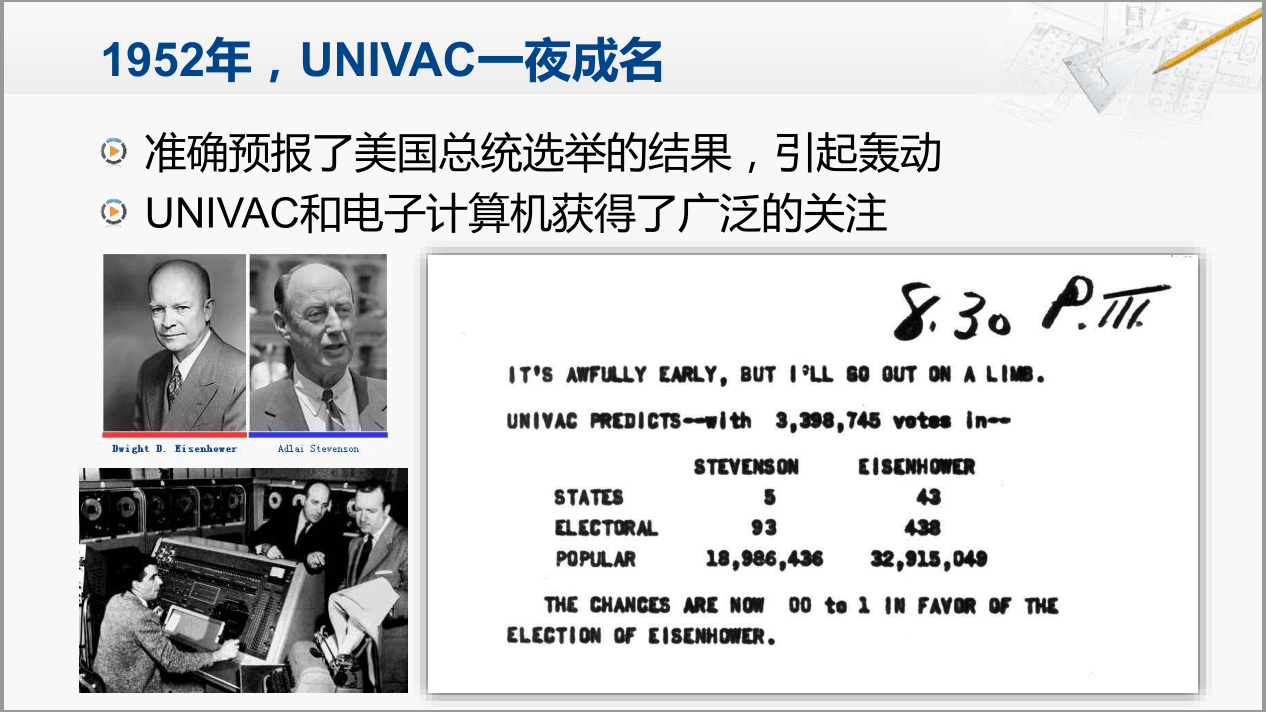 1952年，UNIVAC一夜成名
准确预报了美国总统选举的结果，引起轰动
UNIVAC和电子计算机获得了广泛的关注
Dwight D. Eisenhower
Adlai Stevenson
8.30 P.M.
IT'S AWFULLY EARLY, BUT I'LL GO OUT ON A LIMB.
UNIVAC PREDICTS--with 3,398,745 votes in--
STEVENSON EISENHOWER
STATES 5 43
ELECTORAL 93 438
POPULAR 18,986,436 32,915,049
THE CHANCES ARE NOW 00 to 1 IN FAVOR OF THE
ELECTION OF EISENHOWER.